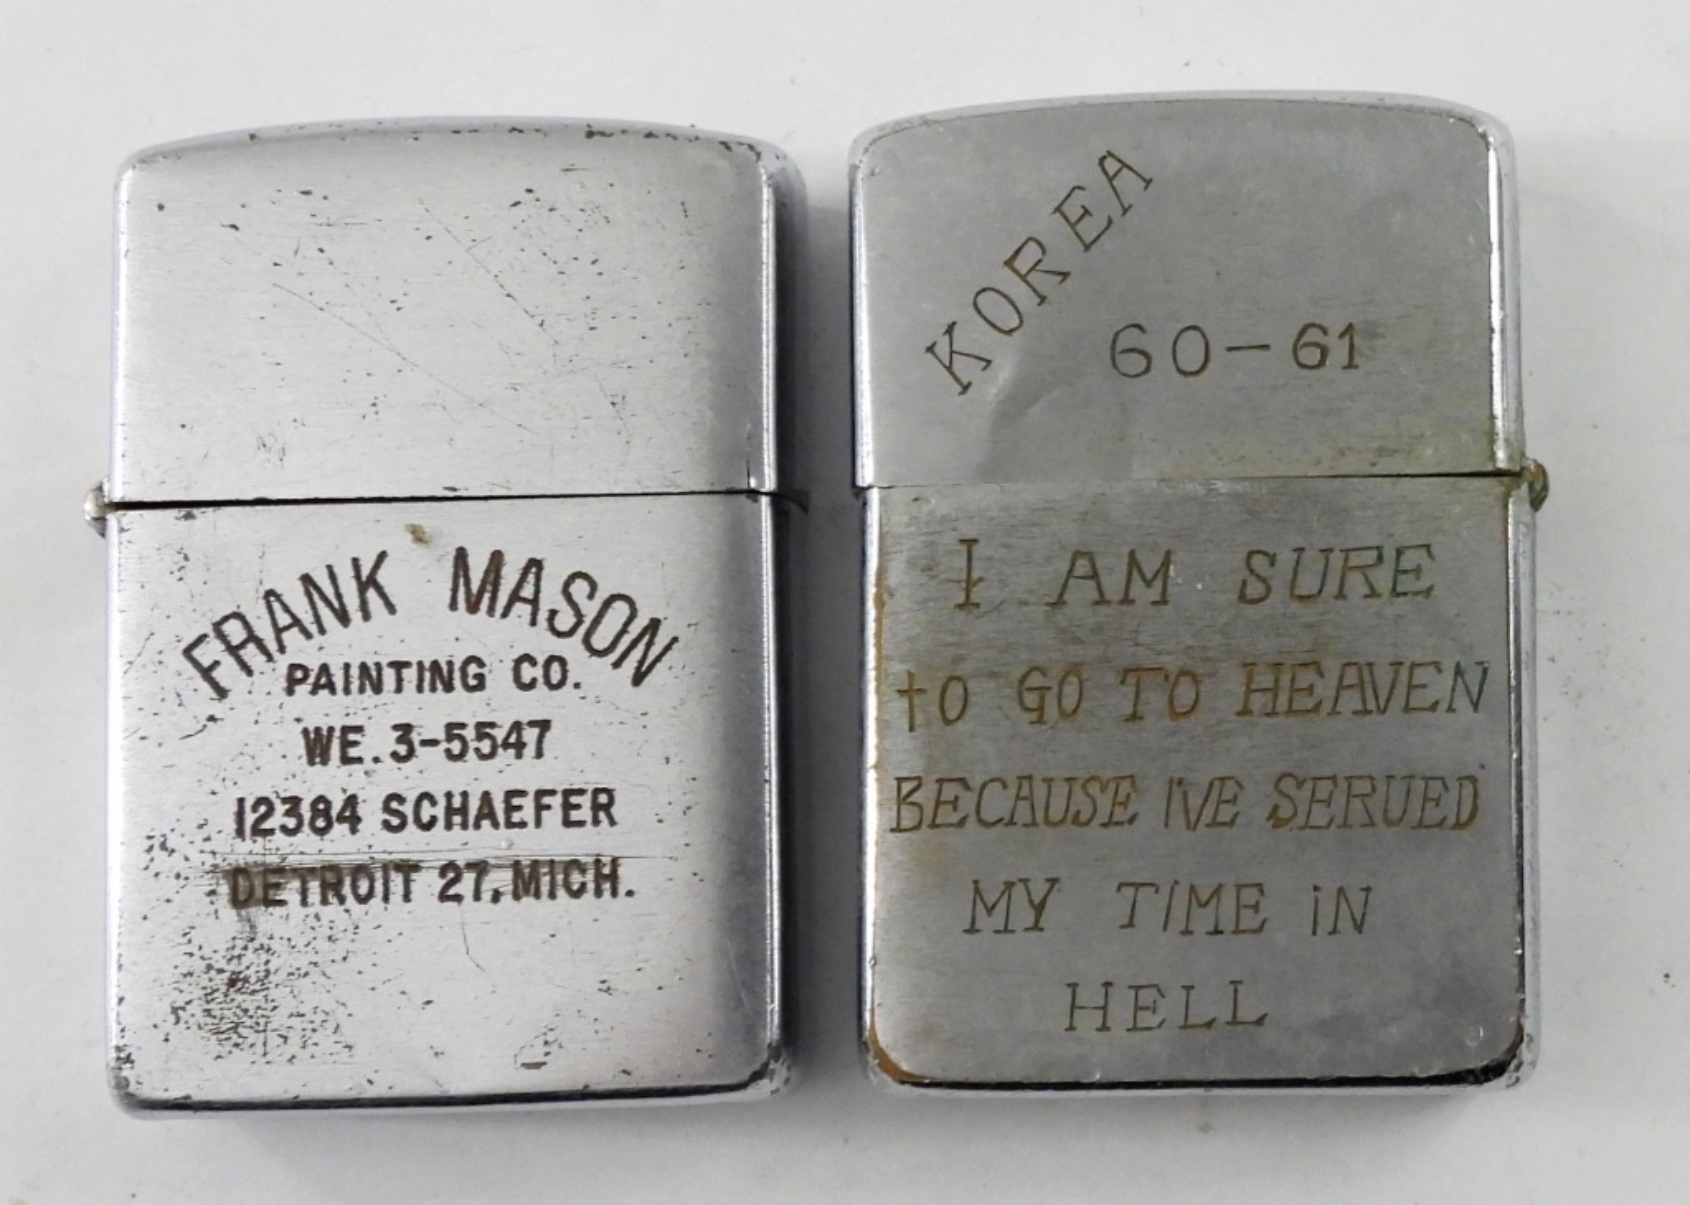 FRANK MASON
PAINTING CO.
WE. 3-5547
12384 SCHAEFER
DETROIT 27, MICH.
KOREA
60-61
I AM SURE
to GO TO HEAVEN
BECAUSE I'VE SERUED
MY TIME iN
HELL